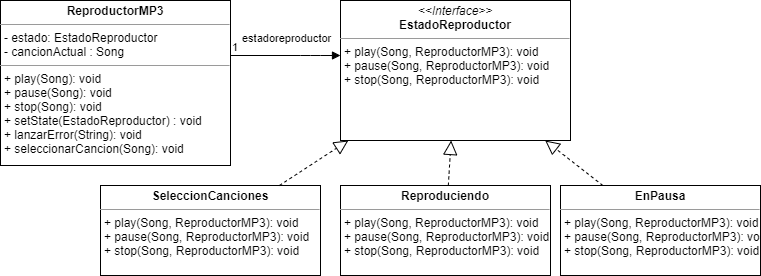 ReproductorMP3
- estado: EstadoReproductor
- cancionActual : Song
+ play(Song): void
+ pause(Song): void
+ stop(Song): void
+ setState(EstadoReproductor) : void
+ lanzarError(String): void
+ seleccionarCancion(Song): void
estadoreproductor
1
<<Interface>>
EstadoReproductor
+ play(Song, ReproductorMP3): void
+ pause(Song, ReproductorMP3): void
+ stop(Song, ReproductorMP3): void
SeleccionCanciones
+ play(Song, ReproductorMP3): void
+ pause(Song, ReproductorMP3): void
+ stop(Song, ReproductorMP3): void
Reproduciendo
+ play(Song, ReproductorMP3): void
+ pause(Song, ReproductorMP3): void
+ stop(Song, ReproductorMP3): void
EnPausa
+ play(Song, ReproductorMP3): void
+ pause(Song, ReproductorMP3): void
+ stop(Song, ReproductorMP3): void